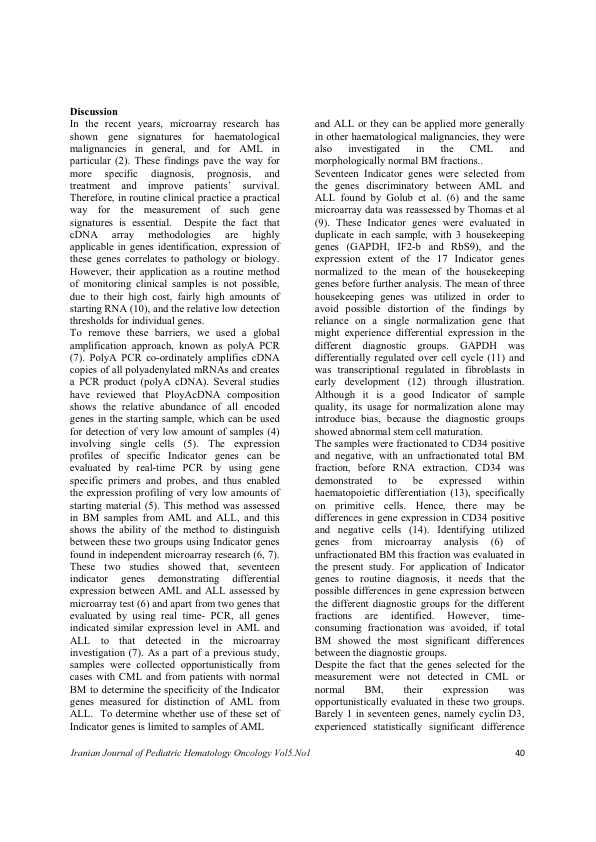 Discussion
In the recent years, microarray research has
shown gene signatures for haematological
malignancies in general, and for AML in
particular (2). These findings pave the way for
more specific diagnosis, prognosis, and
treatment and improve patients' survival.
Therefore, in routine clinical practice a practical
way for the measurement of such gene
signatures is essential. Despite the fact that
cDNA array methodologies are highly
applicable in genes identification, expression of
these genes correlates to pathology or biology.
However, their application as a routine method
of monitoring clinical samples is not possible,
due to their high cost, fairly high amounts of
starting RNA (10), and the relative low detection
thresholds for individual genes.
To remove these barriers, we used a global
amplification approach, known as polyA PCR
(7). PolyA PCR co-ordinately amplifies cDNA
copies of all polyadenylated mRNAs and creates
a PCR product (polyA cDNA). Several studies
have reviewed that PloyAcDNA composition
shows the relative abundance of all encoded
genes in the starting sample, which can be used
for detection of very low amount of samples (4)
involving single cells (5). The expression
profiles of specific Indicator genes can be
evaluated by real-time PCR by using gene
specific primers and probes, and thus enabled
the expression profiling of very low amounts of
starting material (5). This method was assessed
in BM samples from AML and ALL, and this
shows the ability of the method to distinguish
between these two groups using Indicator genes
found in independent microarray research (6, 7).
These two studies showed that, seventeen
indicator genes demonstrating differential
expression between AML and ALL assessed by
microarray test (6) and apart from two genes that
evaluated by using real time- PCR, all genes
indicated similar expression level in AML and
ALL to that detected in the microarray
investigation (7). As a part of a previous study,
samples were collected opportunistically from
cases with CML and from patients with normal
BM to determine the specificity of the Indicator
genes measured for distinction of AML from
ALL. To determine whether use of these set of
Indicator genes is limited to samples of AML
and ALL or they can be applied more generally
in other haematological malignancies, they were
also investigated in the CML and
morphologically normal BM fractions..
Seventeen Indicator genes were selected from
the genes discriminatory between AML and
ALL found by Golub et al. (6) and the same
microarray data was reassessed by Thomas et al
(9). These Indicator genes were evaluated in
duplicate in each sample, with 3 housekeeping
genes (GAPDH, IF2-b and RbS9), and the
expression extent of the 17 Indicator genes
normalized to the mean of the housekeeping
genes before further analysis. The mean of three
housekeeping genes was utilized in order to
avoid possible distortion of the findings by
reliance on a single normalization gene that
might experience differential expression in the
different diagnostic groups. GAPDH was
differentially regulated over cell cycle (11) and
was transcriptional regulated in fibroblasts in
early development (12) through illustration.
Although it is a good Indicator of sample
quality, its usage for normalization alone may
introduce bias, because the diagnostic groups
showed abnormal stem cell maturation.
The samples were fractionated to CD34 positive
and negative, with an unfractionated total BM
fraction, before RNA extraction. CD34 was
demonstrated to be expressed within
haematopoietic differentiation (13), specifically
on primitive cells. Hence, there may be
differences in gene expression in CD34 positive
and negative cells (14). Identifying utilized
genes from microarray analysis (6) of
unfractionated BM this fraction was evaluated in
the present study. For application of Indicator
genes to routine diagnosis, it needs that the
possible differences in gene expression between
the different diagnostic groups for the different
fractions are identified. However, time-
consuming fractionation was avoided, if total
BM showed the most significant differences
between the diagnostic groups.
Despite the fact that the genes selected for the
measurement were not detected in CML or
normal BM, their expression was
opportunistically evaluated in these two groups.
Barely 1 in seventeen genes, namely cyclin D3,
experienced statistically significant difference
Iranian Journal of Pediatric Hematology Oncology Vol5.No1
40